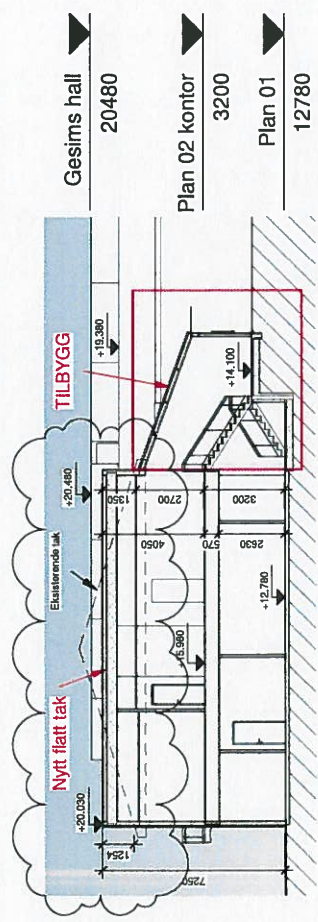 Gesims hall
20480
Plan 02 kontor
3200
Plan 01
12780
TILBYGG
+19.380
+14.100
+20.480
Eksisterende tak
Nytt flatt tak
+20.030
1350
2700
3200
4050
570
2630
+15.980
+12.780
1254
7250